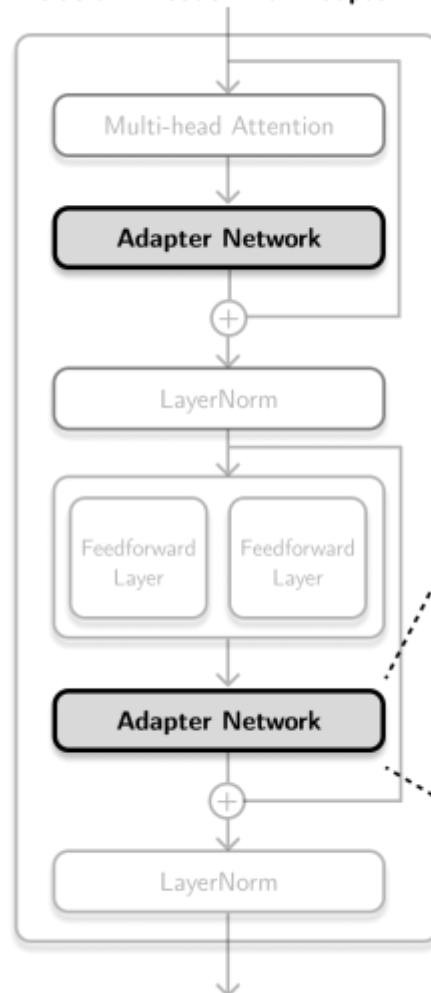 Multi-head Attention
Adapter Network
+
LayerNorm
Feedforward Feedforward
Layer Layer
Adapter Network
+
LayerNorm